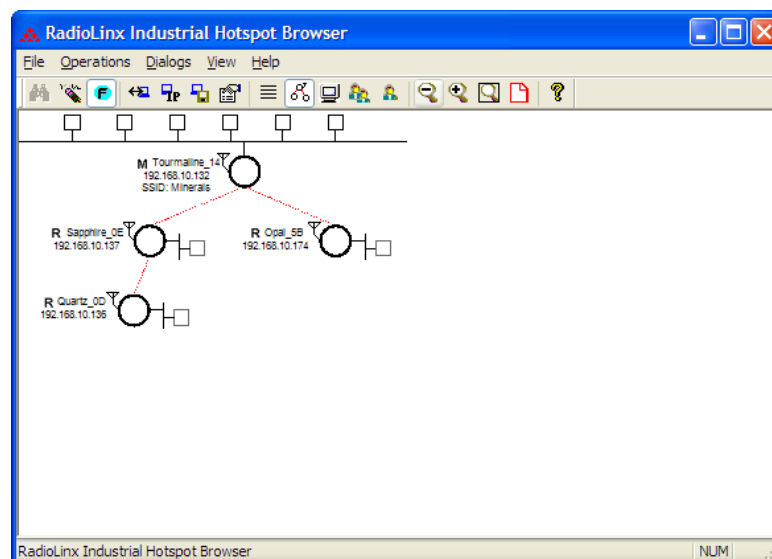 RadioLinx Industrial Hotspot Browser
File Operations Dialogs View Help
F IP ?
M Tourmaline_14
192.168.10.132
SSID: Minerals
R Sapphire_0E
192.168.10.137
R Opal_5B
192.168.10.174
R Quartz_0D
192.168.10.136
RadioLinx Industrial Hotspot Browser NUM